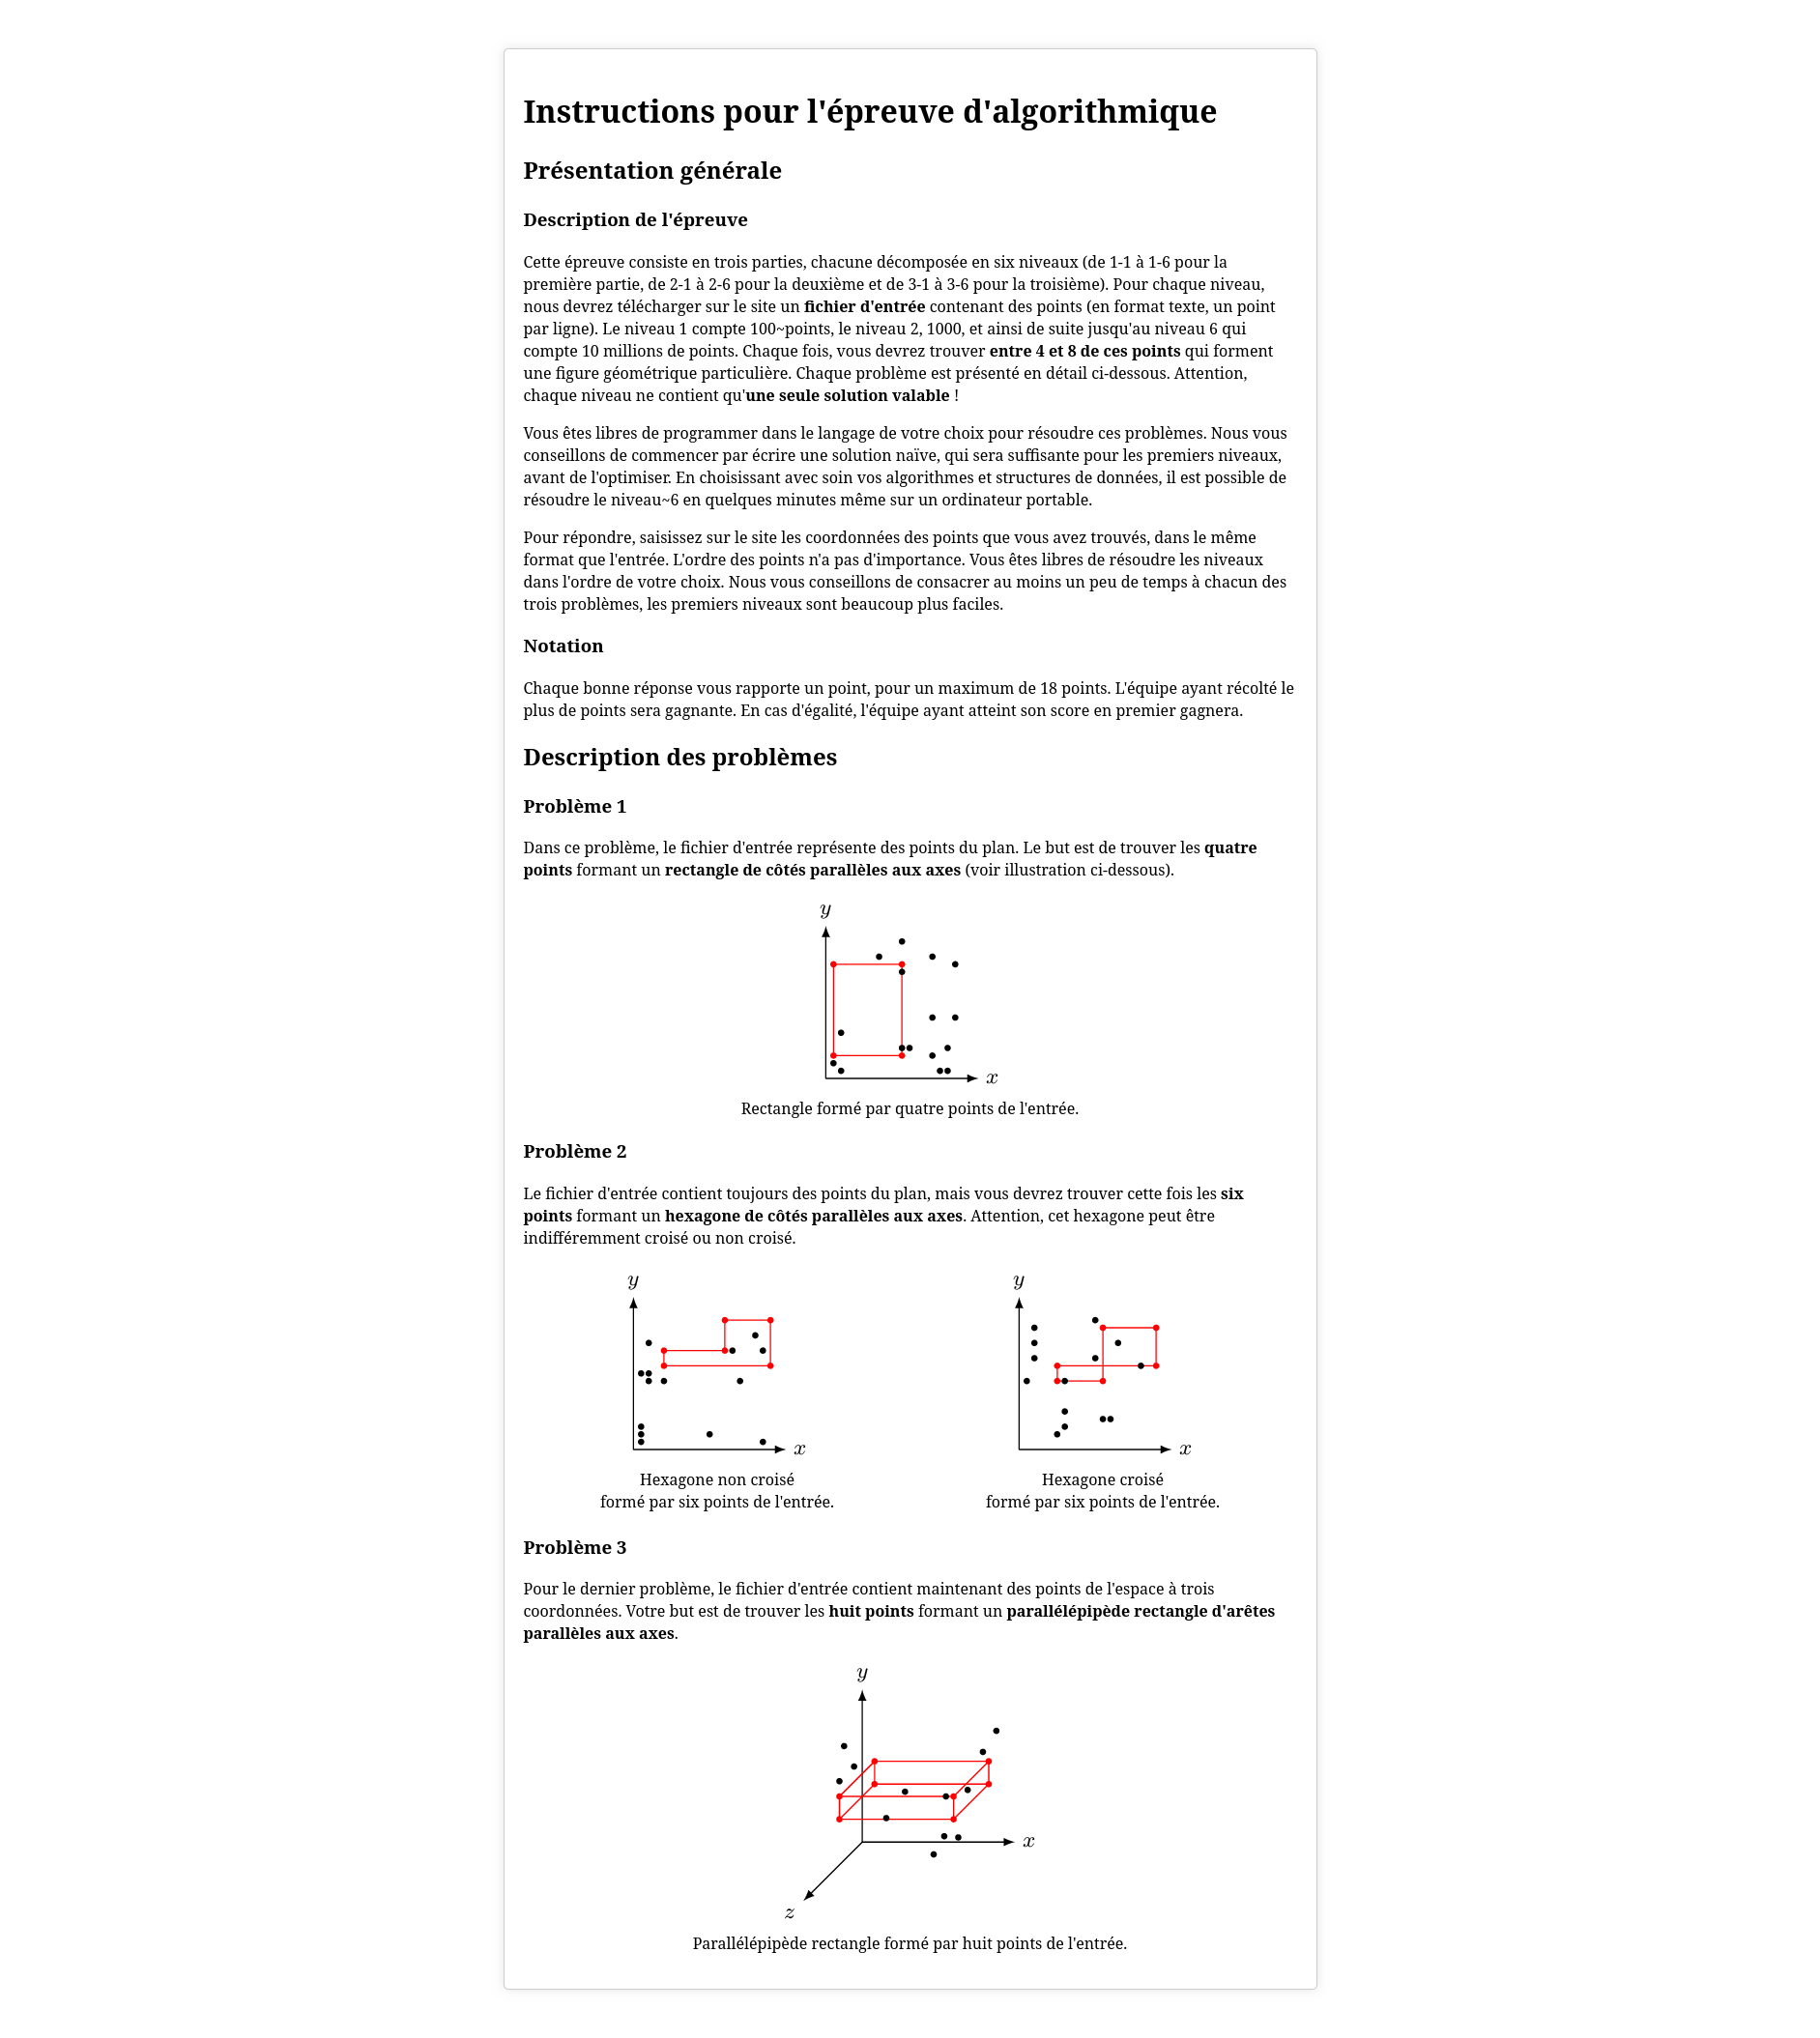 Instructions pour l'épreuve d'algorithmique
Présentation générale
Description de l'épreuve
Cette épreuve consiste en trois parties, chacune décomposée en six niveaux (de 1-1 à 1-6 pour la
première partie, de 2-1 à 2-6 pour la deuxième et de 3-1 à 3-6 pour la troisième). Pour chaque niveau,
nous devrez télécharger sur le site un fichier d'entrée contenant des points (en format texte, un point
par ligne). Le niveau 1 compte 100~points, le niveau 2, 1000, et ainsi de suite jusqu'au niveau 6 qui
compte 10 millions de points. Chaque fois, vous devrez trouver entre 4 et 8 de ces points qui forment
une figure géométrique particulière. Chaque problème est présenté en détail ci-dessous. Attention,
chaque niveau ne contient qu'une seule solution valable !
Vous êtes libres de programmer dans le langage de votre choix pour résoudre ces problèmes. Nous vous
conseillons de commencer par écrire une solution naïve, qui sera suffisante pour les premiers niveaux,
avant de l'optimiser. En choisissant avec soin vos algorithmes et structures de données, il est possible de
résoudre le niveau~6 en quelques minutes même sur un ordinateur portable.
Pour répondre, saisissez sur le site les coordonnées des points que vous avez trouvés, dans le même
format que l'entrée. L'ordre des points n'a pas d'importance. Vous êtes libres de résoudre les niveaux
dans l'ordre de votre choix. Nous vous conseillons de consacrer au moins un peu de temps à chacun des
trois problèmes, les premiers niveaux sont beaucoup plus faciles.
Notation
Chaque bonne réponse vous rapporte un point, pour un maximum de 18 points. L'équipe ayant récolté le
plus de points sera gagnante. En cas d'égalité, l'équipe ayant atteint son score en premier gagnera.
Description des problèmes
Problème 1
Dans ce problème, le fichier d'entrée représente des points du plan. Le but est de trouver les quatre
points formant un rectangle de côtés parallèles aux axes (voir illustration ci-dessous).
y
x
Rectangle formé par quatre points de l'entrée.
Problème 2
Le fichier d'entrée contient toujours des points du plan, mais vous devrez trouver cette fois les six
points formant un hexagone de côtés parallèles aux axes. Attention, cet hexagone peut être
indifféremment croisé ou non croisé.
y
x
Hexagone non croisé
formé par six points de l'entrée.
y
x
Hexagone croisé
formé par six points de l'entrée.
Problème 3
Pour le dernier problème, le fichier d'entrée contient maintenant des points de l'espace à trois
coordonnées. Votre but est de trouver les huit points formant un parallélépipède rectangle d'arêtes
parallèles aux axes.
y
x
z
Parallélépipède rectangle formé par huit points de l'entrée.